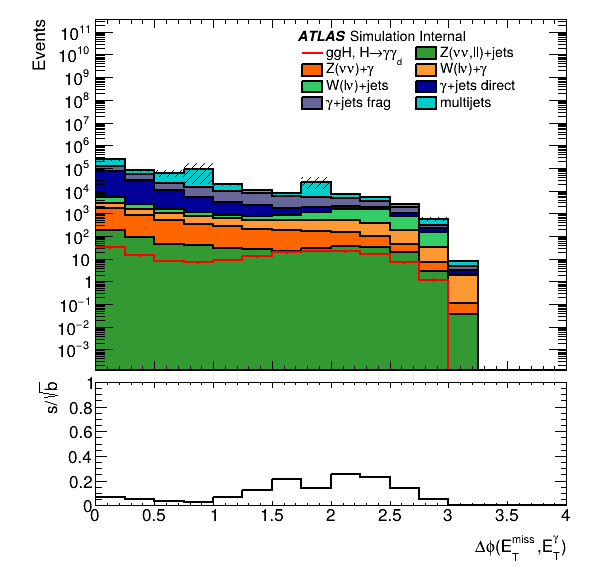 ATLAS Simulation Internal
ggH, H→γγ_d
Z(νν,ll)+jets
Z(νν)+γ
W(lν)+γ
W(lν)+jets
γ+jets direct
γ+jets frag
multijets
Events
10^11
10^10
10^9
10^8
10^7
10^6
10^5
10^4
10^3
10^2
10
1
10^−1
10^−2
10^−3
s/√b
1
0.8
0.6
0.4
0.2
0
0 0.5 1 1.5 2 2.5 3 3.5 4
Δϕ(E_T^miss,E_T^γ)